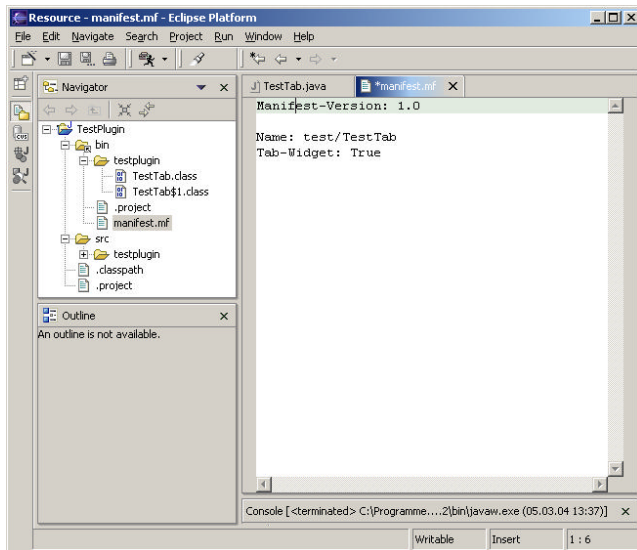 Resource - manifest.mf - Eclipse Platform
File Edit Navigate Search Project Run Window Help
Navigator
TestTab.java
*manifest.mf
TestPlugin
bin
testplugin
TestTab.class
TestTab$1.class
.project
manifest.mf
src
testplugin
.classpath
.project
Manifest-Version: 1.0
Name: test/TestTab
Tab-Widget: True
Outline
An outline is not available.
Console [<terminated> C:\Programme....2\bin\javaw.exe (05.03.04 13:37)]
Writable Insert 1 : 6